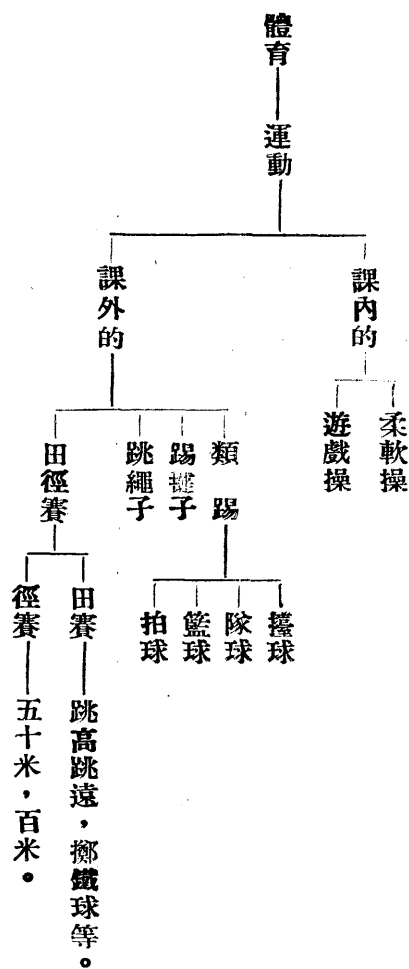 體育
運動
課內的
柔軟操
遊戲操
課外的
類 踢
擡球
隊球
籃球
拍球
踢毽子
跳繩子
田徑賽
田賽
跳高跳遠，擲鐵球等。
徑賽
五十米，百米。